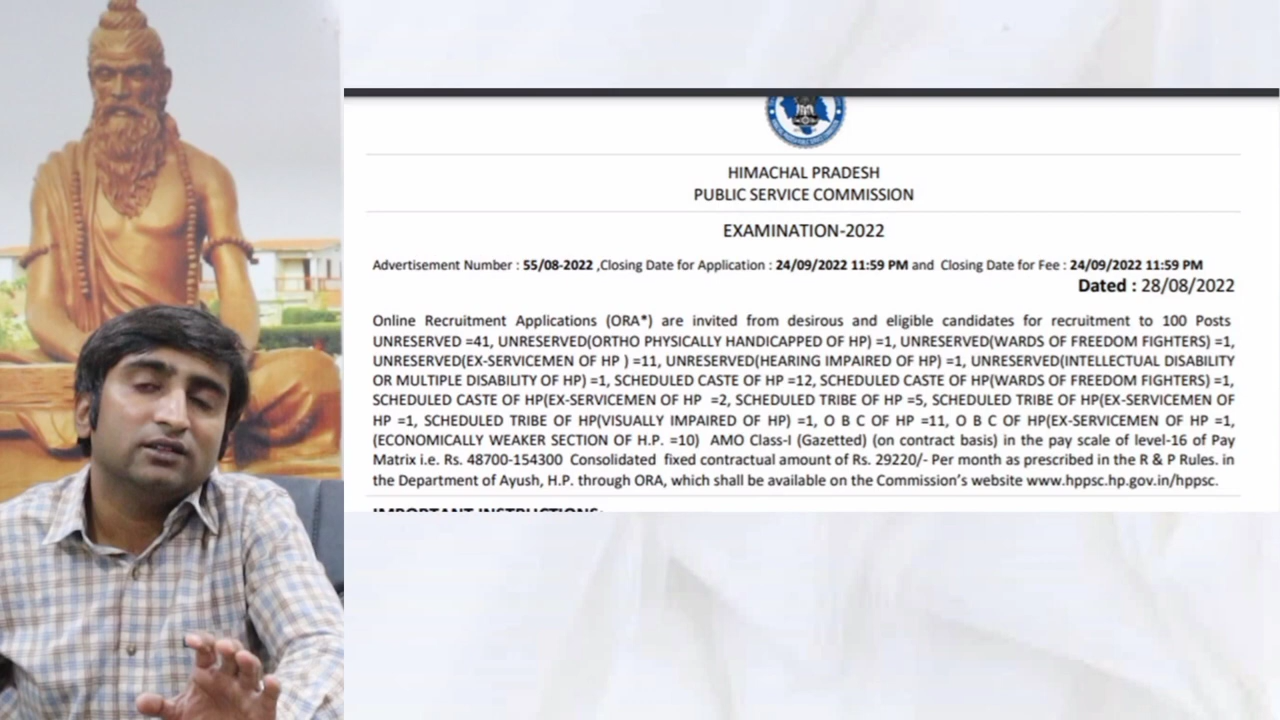 HIMACHAL PRADESH
PUBLIC SERVICE COMMISSION
EXAMINATION-2022
Advertisement Number : 55/08-2022 ,Closing Date for Application : 24/09/2022 11:59 PM and Closing Date for Fee : 24/09/2022 11:59 PM
Dated : 28/08/2022
Online Recruitment Applications (ORA*) are invited from desirous and eligible candidates for recruitment to 100 Posts
UNRESERVED =41, UNRESERVED(ORTHO PHYSICALLY HANDICAPPED OF HP) =1, UNRESERVED(WARDS OF FREEDOM FIGHTERS) =1,
UNRESERVED(EX-SERVICEMEN OF HP ) =11, UNRESERVED(HEARING IMPAIRED OF HP) =1, UNRESERVED(INTELLECTUAL DISABILITY
OR MULTIPLE DISABILITY OF HP) =1, SCHEDULED CASTE OF HP =12, SCHEDULED CASTE OF HP(WARDS OF FREEDOM FIGHTERS) =1,
SCHEDULED CASTE OF HP(EX-SERVICEMEN OF HP =2, SCHEDULED TRIBE OF HP =5, SCHEDULED TRIBE OF HP(EX-SERVICEMEN OF
HP =1, SCHEDULED TRIBE OF HP(VISUALLY IMPAIRED OF HP) =1, O B C OF HP =11, O B C OF HP(EX-SERVICEMEN OF HP =1,
(ECONOMICALLY WEAKER SECTION OF H.P. =10) AMO Class-I (Gazetted) (on contract basis) in the pay scale of level-16 of Pay
Matrix i.e. Rs. 48700-154300 Consolidated fixed contractual amount of Rs. 29220/- Per month as prescribed in the R & P Rules. in
the Department of Ayush, H.P. through ORA, which shall be available on the Commission's website www.hppsc.hp.gov.in/hppsc.
IMPORTANT INSTRUCTIONS: